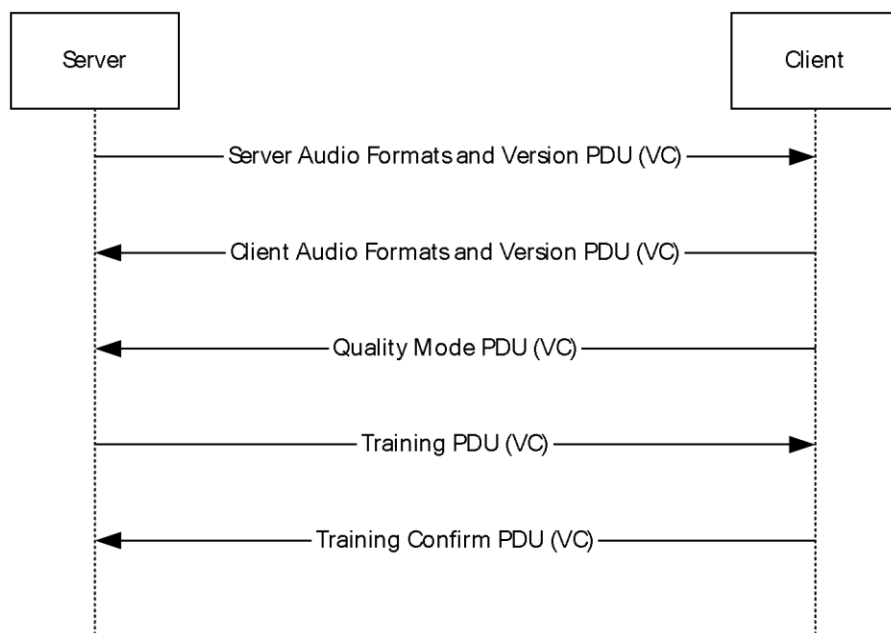 Server
Client
Server Audio Formats and Version PDU (VC)
Client Audio Formats and Version PDU (VC)
Quality Mode PDU (VC)
Training PDU (VC)
Training Confirm PDU (VC)